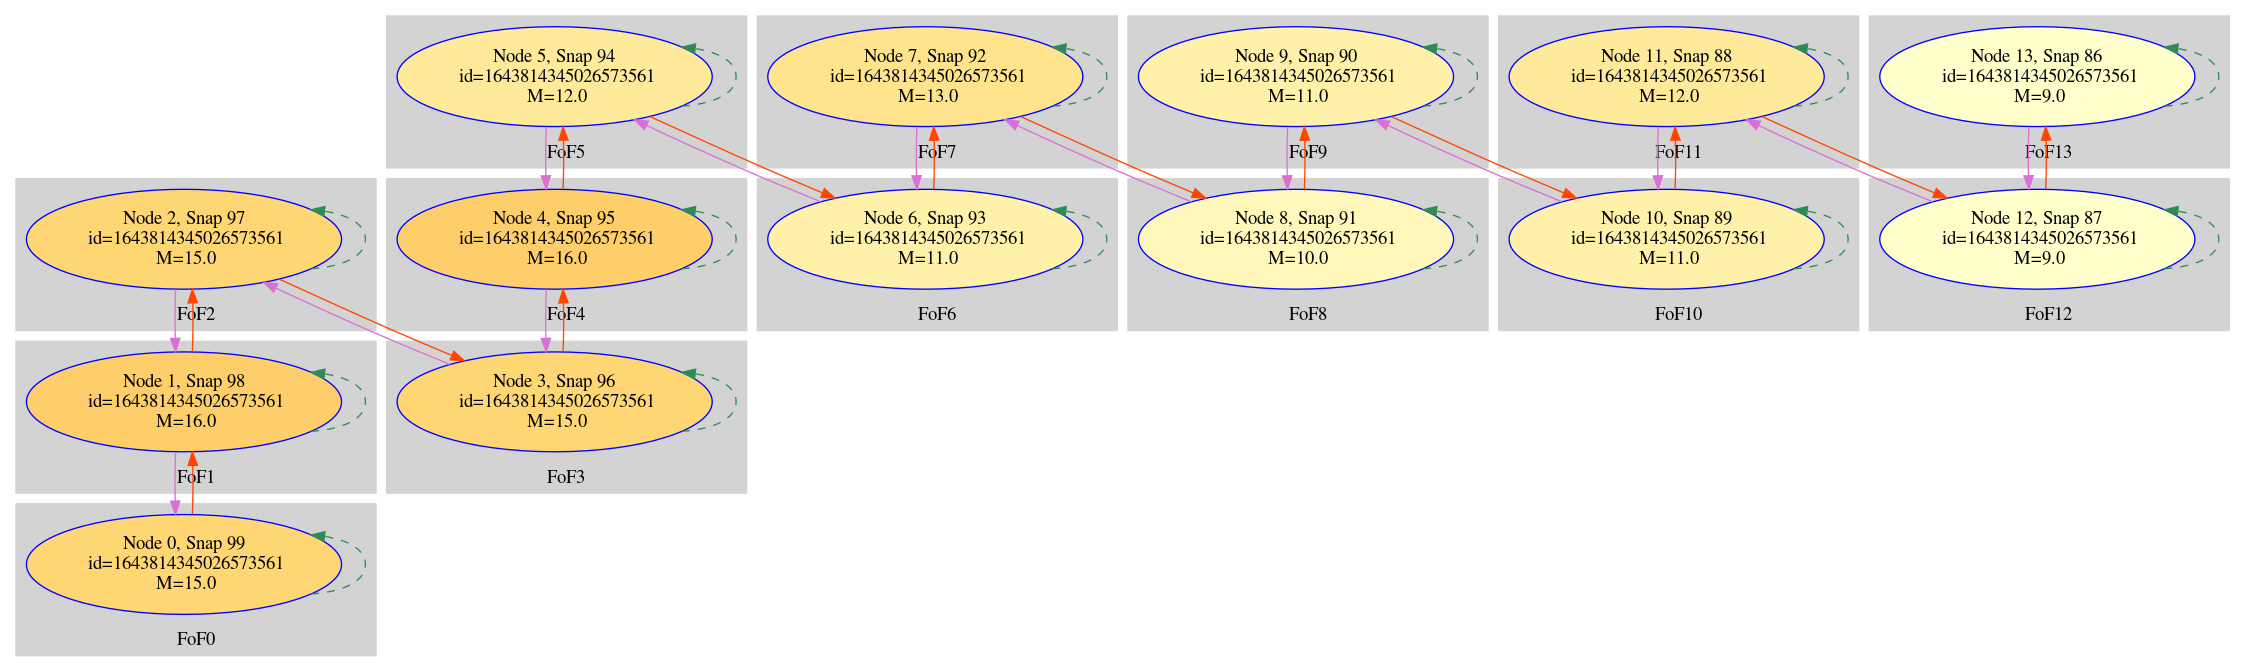 Node 5, Snap 94
id=1643814345026573561
M=12.0
FoF5
Node 7, Snap 92
id=1643814345026573561
M=13.0
FoF7
Node 9, Snap 90
id=1643814345026573561
M=11.0
FoF9
Node 11, Snap 88
id=1643814345026573561
M=12.0
FoF11
Node 13, Snap 86
id=1643814345026573561
M=9.0
FoF13
Node 2, Snap 97
id=1643814345026573561
M=15.0
FoF2
Node 4, Snap 95
id=1643814345026573561
M=16.0
FoF4
Node 6, Snap 93
id=1643814345026573561
M=11.0
FoF6
Node 8, Snap 91
id=1643814345026573561
M=10.0
FoF8
Node 10, Snap 89
id=1643814345026573561
M=11.0
FoF10
Node 12, Snap 87
id=1643814345026573561
M=9.0
FoF12
Node 1, Snap 98
id=1643814345026573561
M=16.0
FoF1
Node 3, Snap 96
id=1643814345026573561
M=15.0
FoF3
Node 0, Snap 99
id=1643814345026573561
M=15.0
FoF0